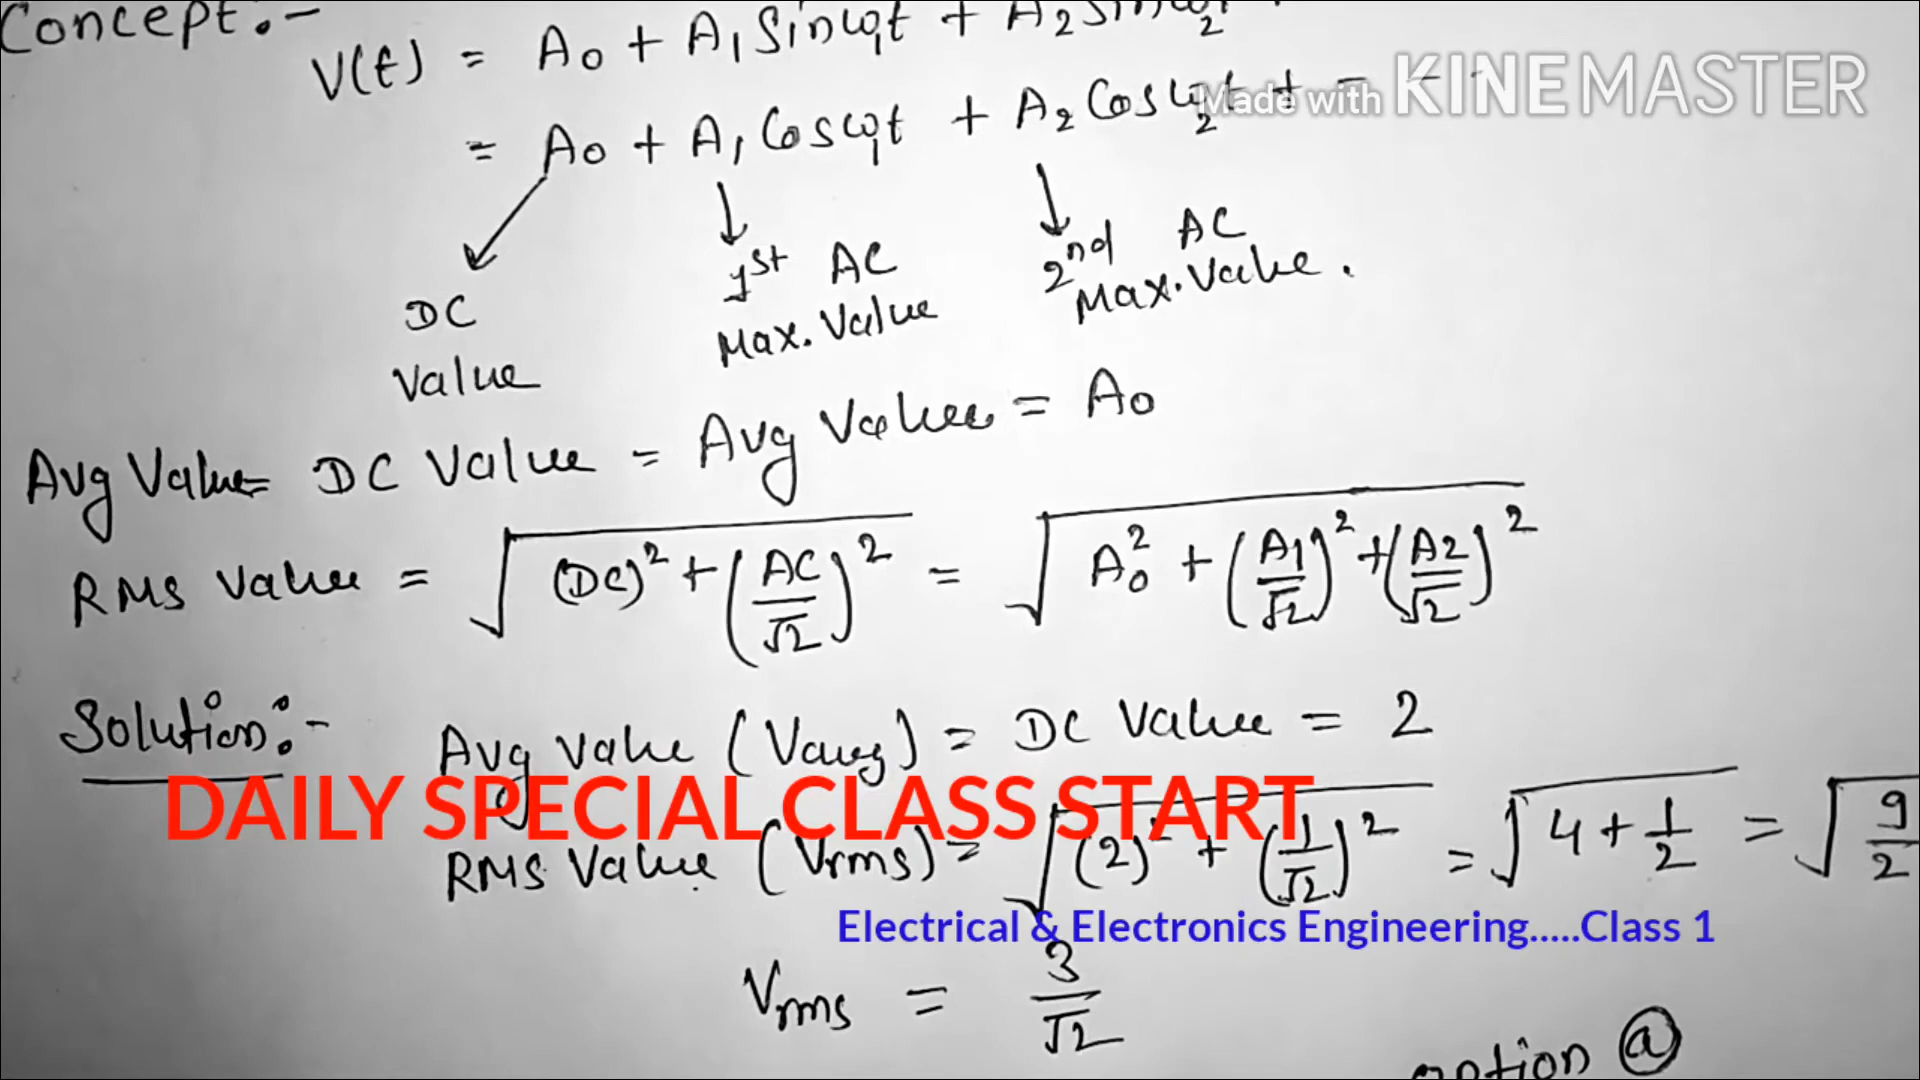 Concept:-
V(t) = A₀ + A₁ Sinω₁t + A₂ Sinω₂
= A₀ + A₁ Cosω₁t + A₂ Cosω₂t + - -
Made with KINEMASTER
DC Value
1st AC Max. Value
2nd AC Max. Value.
Avg Value = DC Value = Avg Value = A₀
RMS Value = √((DC)² + (AC/√2)²) = √(A₀² + (A1/√2)² + (A2/√2)²)
Solution:-
Avg Value (Vavg) = DC Value = 2
DAILY SPECIAL CLASS START
RMS Value (Vrms) = √((2)² + (1/√2)²) = √(4 + 1/2) = √(9/2)
Electrical & Electronics Engineering.....Class 1
Vrms = 3/√2
option ⓐ